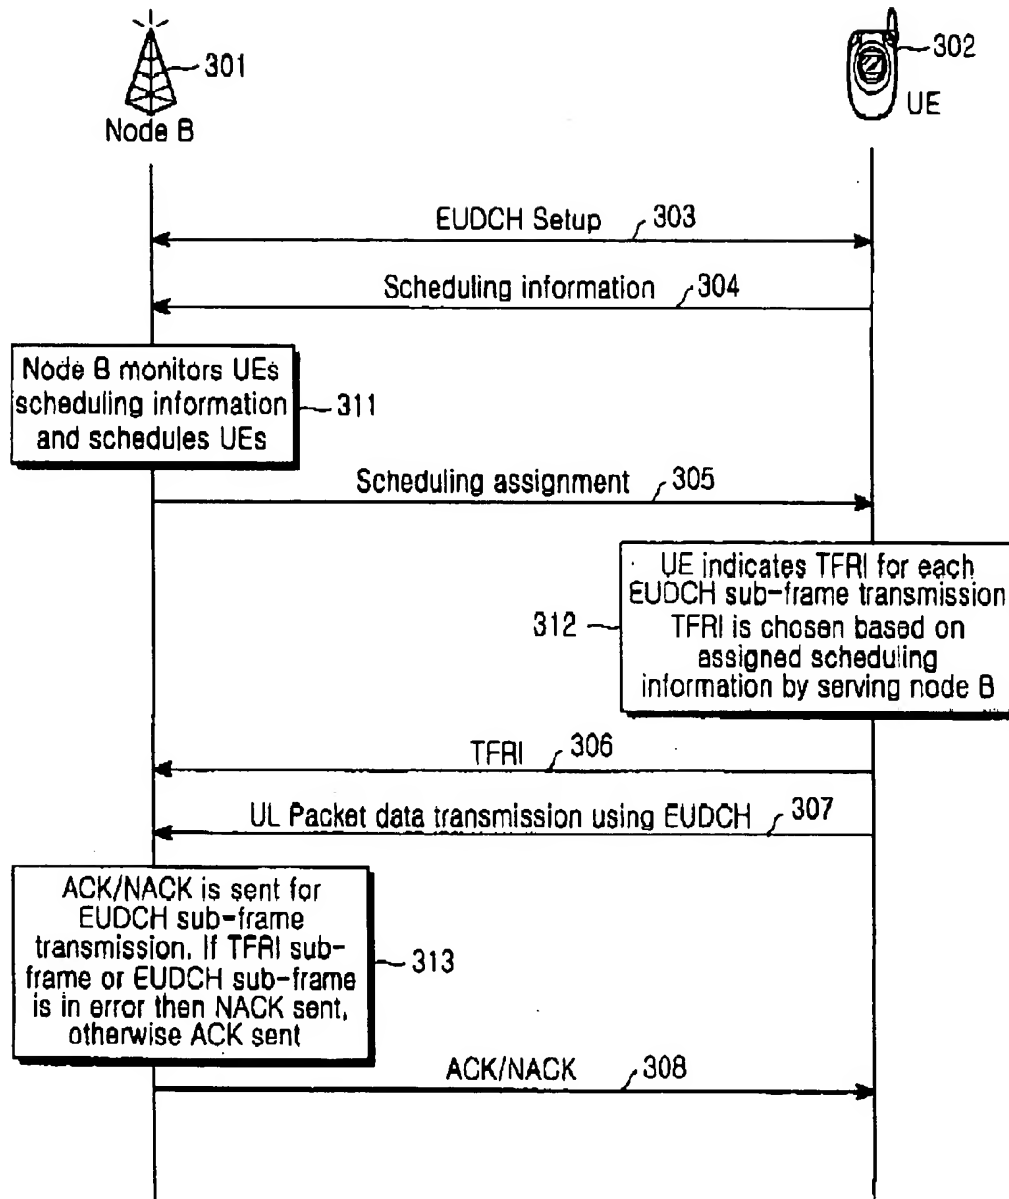 301
302
Node B
UE
EUDCH Setup
303
Scheduling information
304
Node B monitors UEs
scheduling information
and schedules UEs
311
Scheduling assignment
305
UE indicates TFRI for each
EUDCH sub-frame transmission
TFRI is chosen based on
assigned scheduling
information by serving node B
312
TFRI
306
UL Packet data transmission using EUDCH
307
ACK/NACK is sent for
EUDCH sub-frame
transmission. If TFRI sub-
frame or EUDCH sub-frame
is in error then NACK sent,
otherwise ACK sent
313
ACK/NACK
308